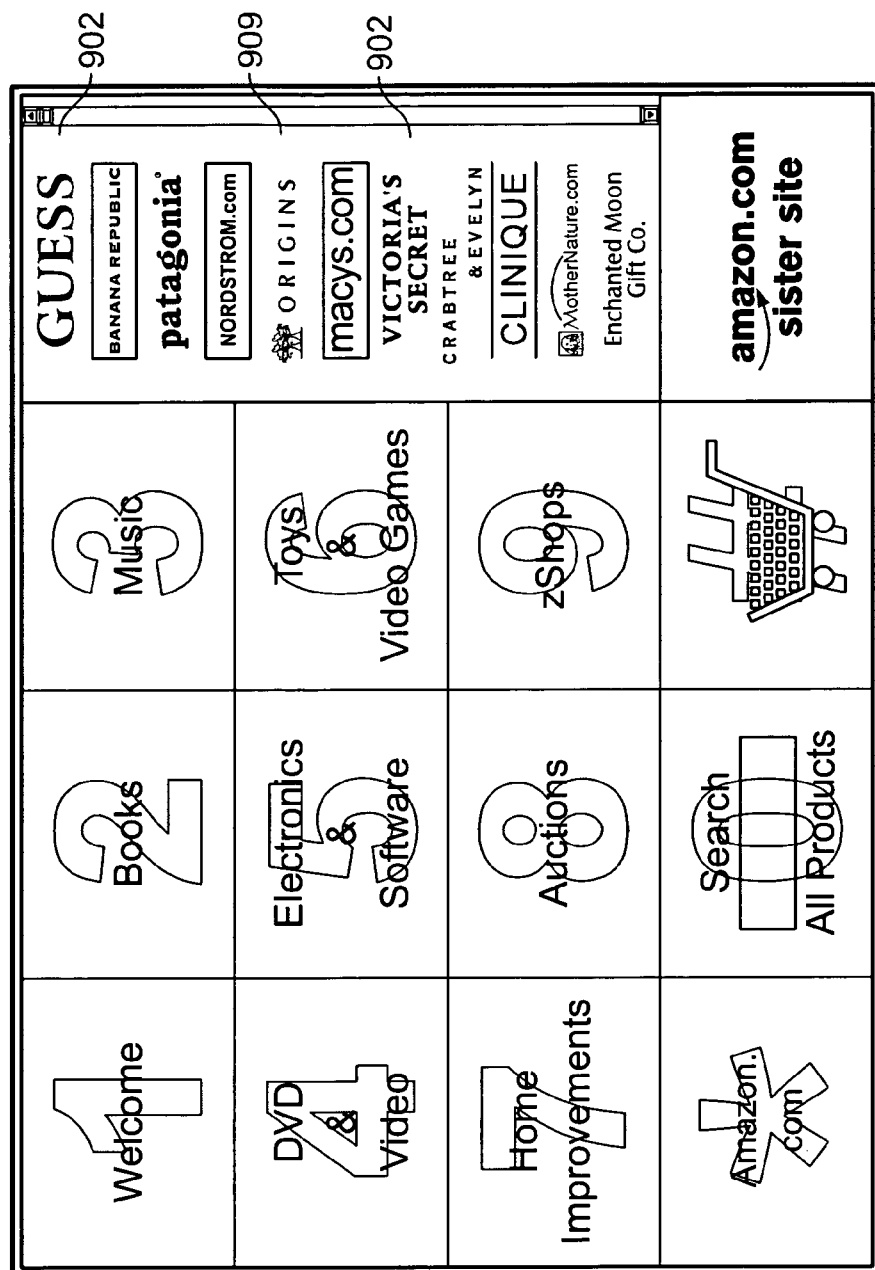 1
Welcome
2
Books
3
Music
4
DVD
&
Video
5
Electronics
&
Software
6
Toys
&
Video Games
7
Home
Improvements
8
Auctions
9
zShops
*
Amazon.
com
0
Search
All Products
#
GUESS
BANANA REPUBLIC
patagonia®
NORDSTROM.com
ORIGINS
macys.com
VICTORIA'S
SECRET
CRABTREE
& EVELYN
CLINIQUE
MotherNature.com
Enchanted Moon
Gift Co.
amazon.com
sister site
902
909
902